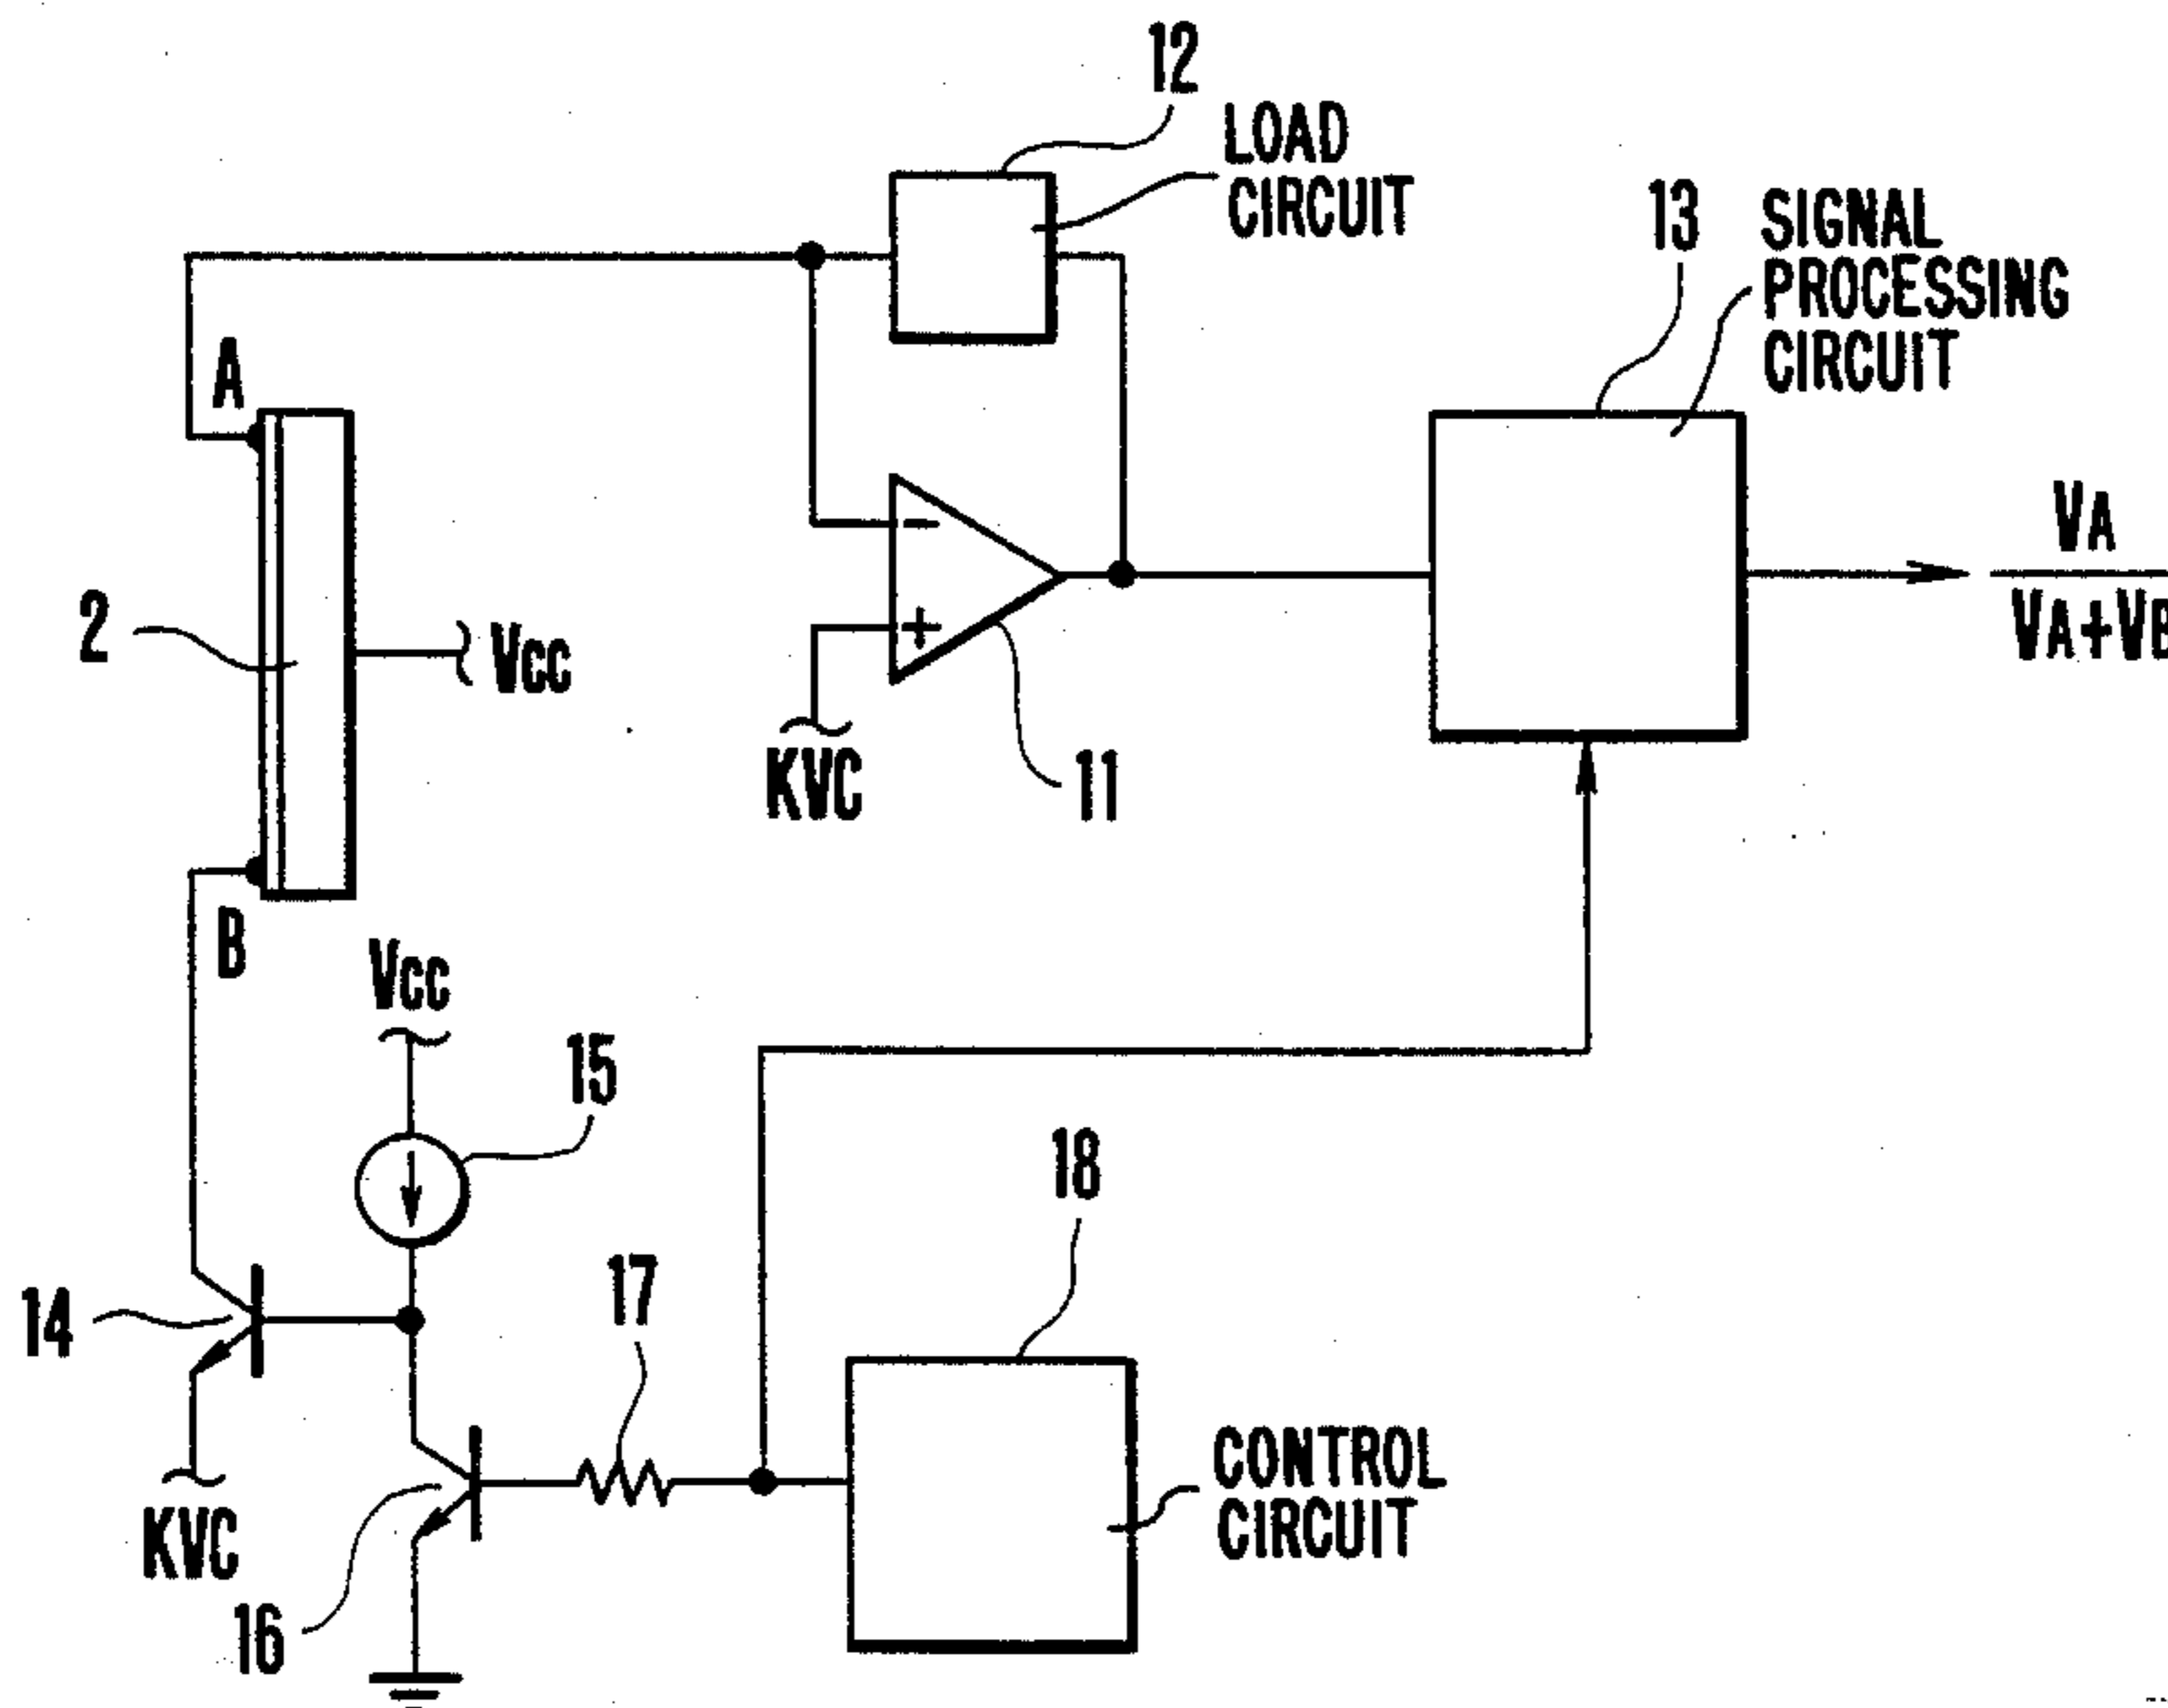 12
LOAD
CIRCUIT
13
SIGNAL
PROCESSING
CIRCUIT
A
VA
VA+VB
2
VCC
KVC
11
B
VCC
15
18
17
14
CONTROL
CIRCUIT
KVC
16